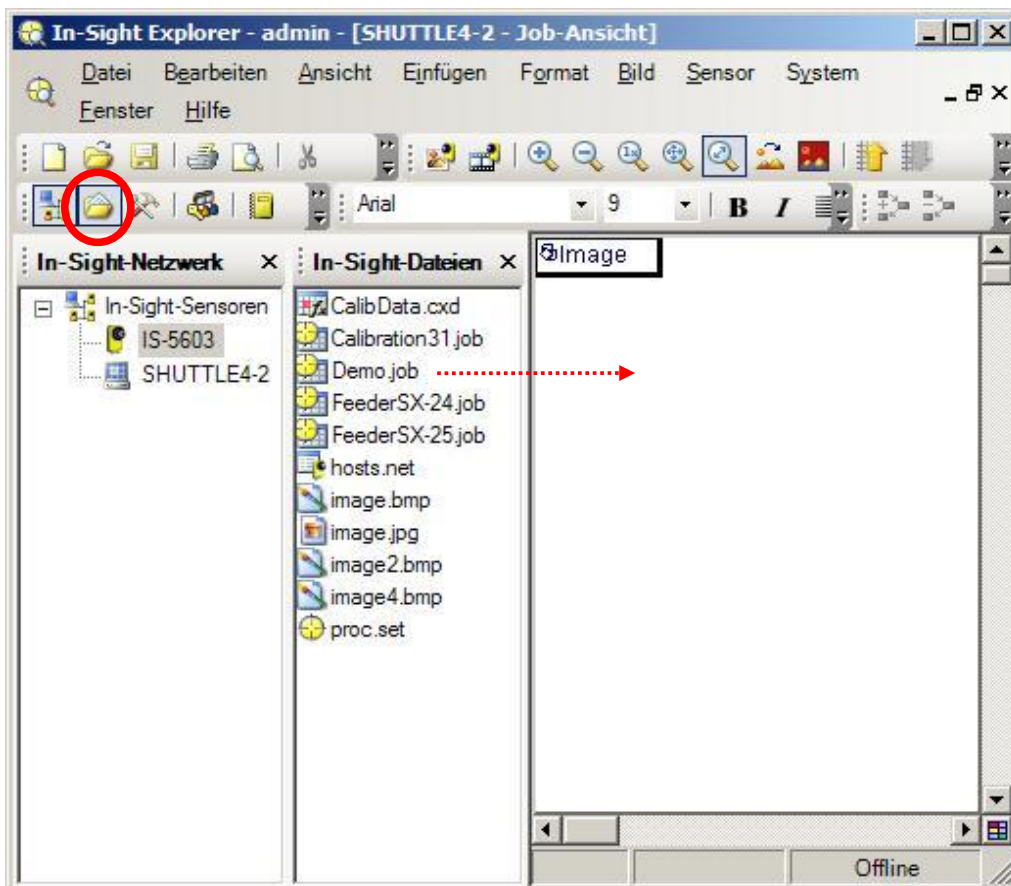 In-Sight Explorer - admin - [SHUTTLE4-2 - Job-Ansicht]
Datei Bearbeiten Ansicht Einfügen Format Bild Sensor System
Fenster Hilfe
1x
Arial 9 B I
In-Sight-Netzwerk
In-Sight-Sensoren
IS-5603
SHUTTLE4-2
In-Sight-Dateien
CalibData.cxd
Calibration31.job
Demo.job
FeederSX-24.job
FeederSX-25.job
hosts.net
image.bmp
image.jpg
image2.bmp
image4.bmp
proc.set
Image
Offline